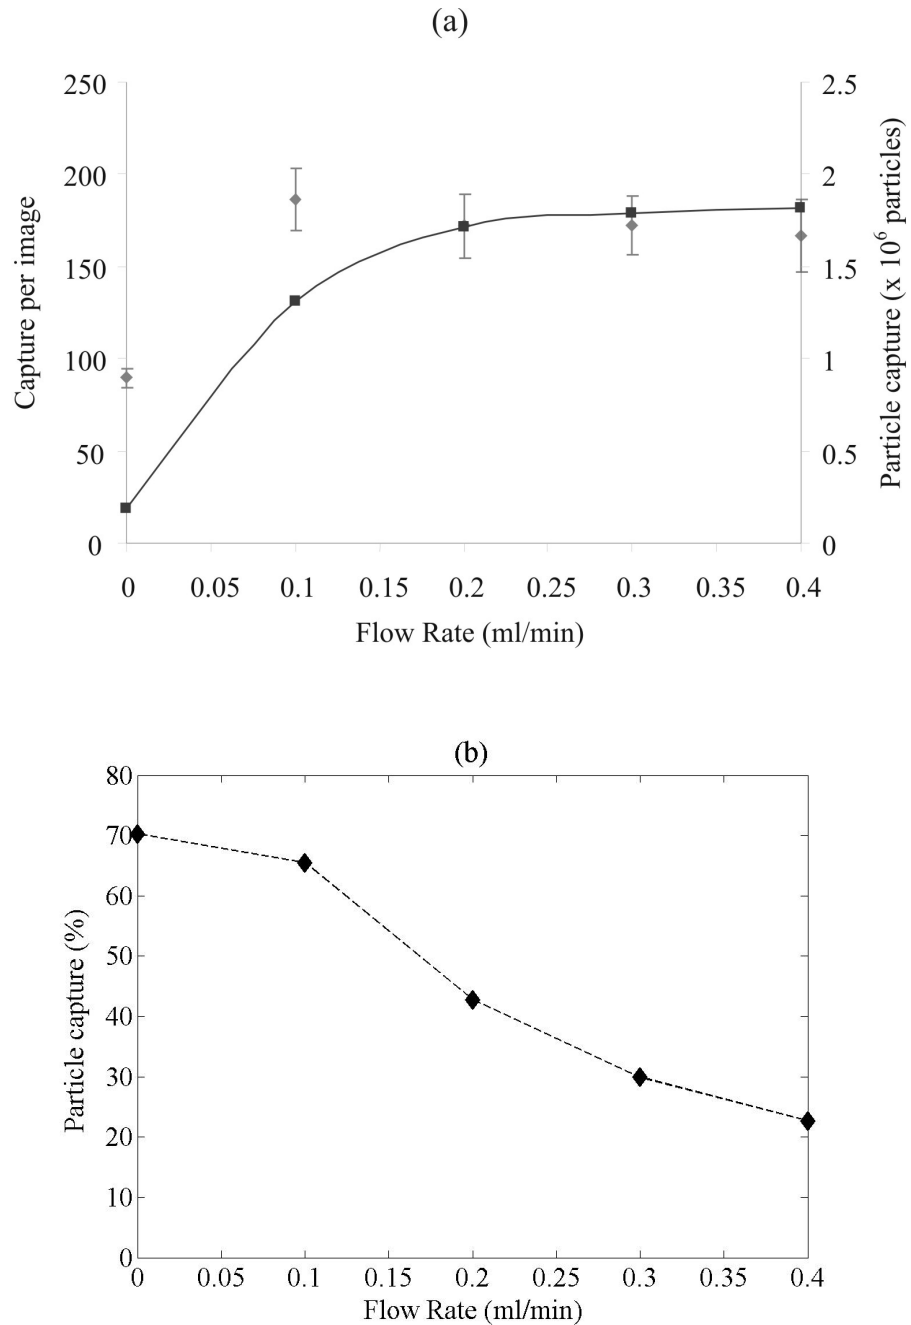 (a)
250
200
150
100
50
0
2.5
2
1.5
1
0.5
0
Capture per image
Particle capture (x 10⁶ particles)
0 0.05 0.1 0.15 0.2 0.25 0.3 0.35 0.4
Flow Rate (ml/min)
(b)
80
70
60
50
40
30
20
10
0
Particle capture (%)
0 0.05 0.1 0.15 0.2 0.25 0.3 0.35 0.4
Flow Rate (ml/min)